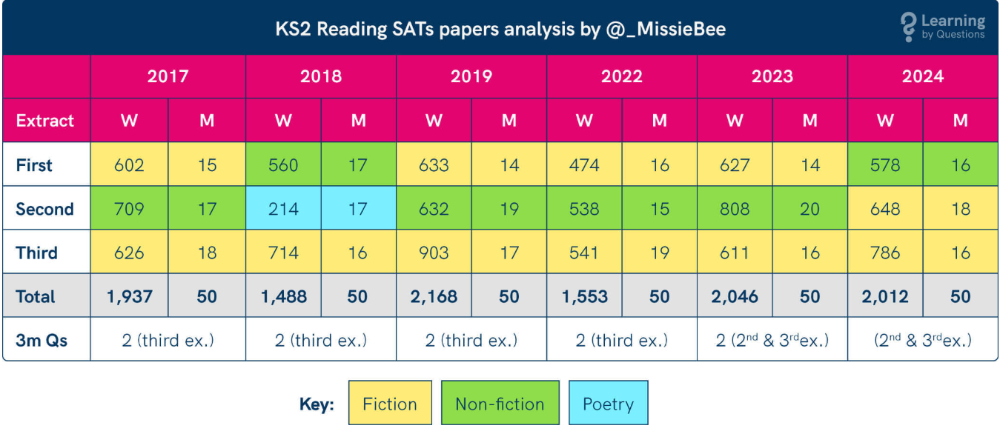 KS2 Reading SATs papers analysis by @_MissieBee
Learning
by Questions
2017 2018 2019 2022 2023 2024
Extract W M W M W M W M W M W M
First 602 15 560 17 633 14 474 16 627 14 578 16
Second 709 17 214 17 632 19 538 15 808 20 648 18
Third 626 18 714 16 903 17 541 19 611 16 786 16
Total 1,937 50 1,488 50 2,168 50 1,553 50 2,046 50 2,012 50
3m Qs 2 (third ex.) 2 (third ex.) 2 (third ex.) 2 (third ex.) 2 (2nd & 3rdex.) (2nd & 3rdex.)
Key: Fiction Non-fiction Poetry